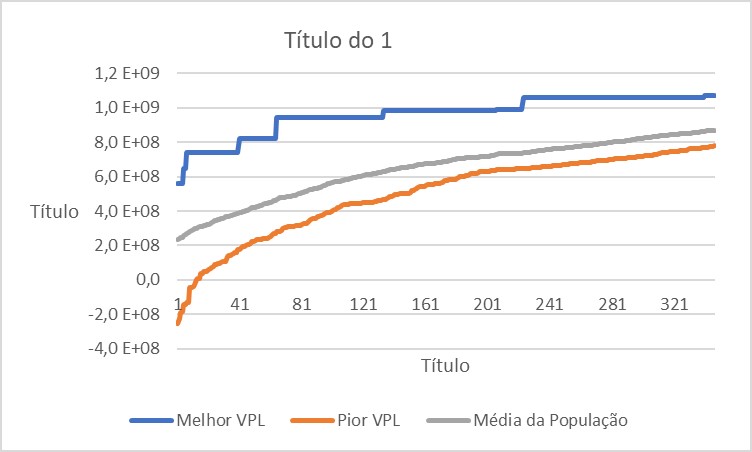 Título do 1
1,2 E+09
1,0 E+09
8,0 E+08
6,0 E+08
Título
4,0 E+08
2,0 E+08
0,0
1 41 81 121 161 201 241 281 321
-2,0 E+08
-4,0 E+08
Título
Melhor VPL Pior VPL Média da População